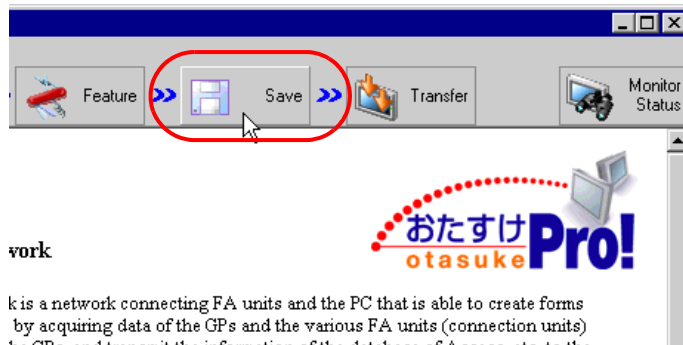 Feature
Save
Transfer
Monitor
Status
おたすけPro!
otasuke
work
k is a network connecting FA units and the PC that is able to create forms
by acquiring data of the GPs and the various FA units (connection units)